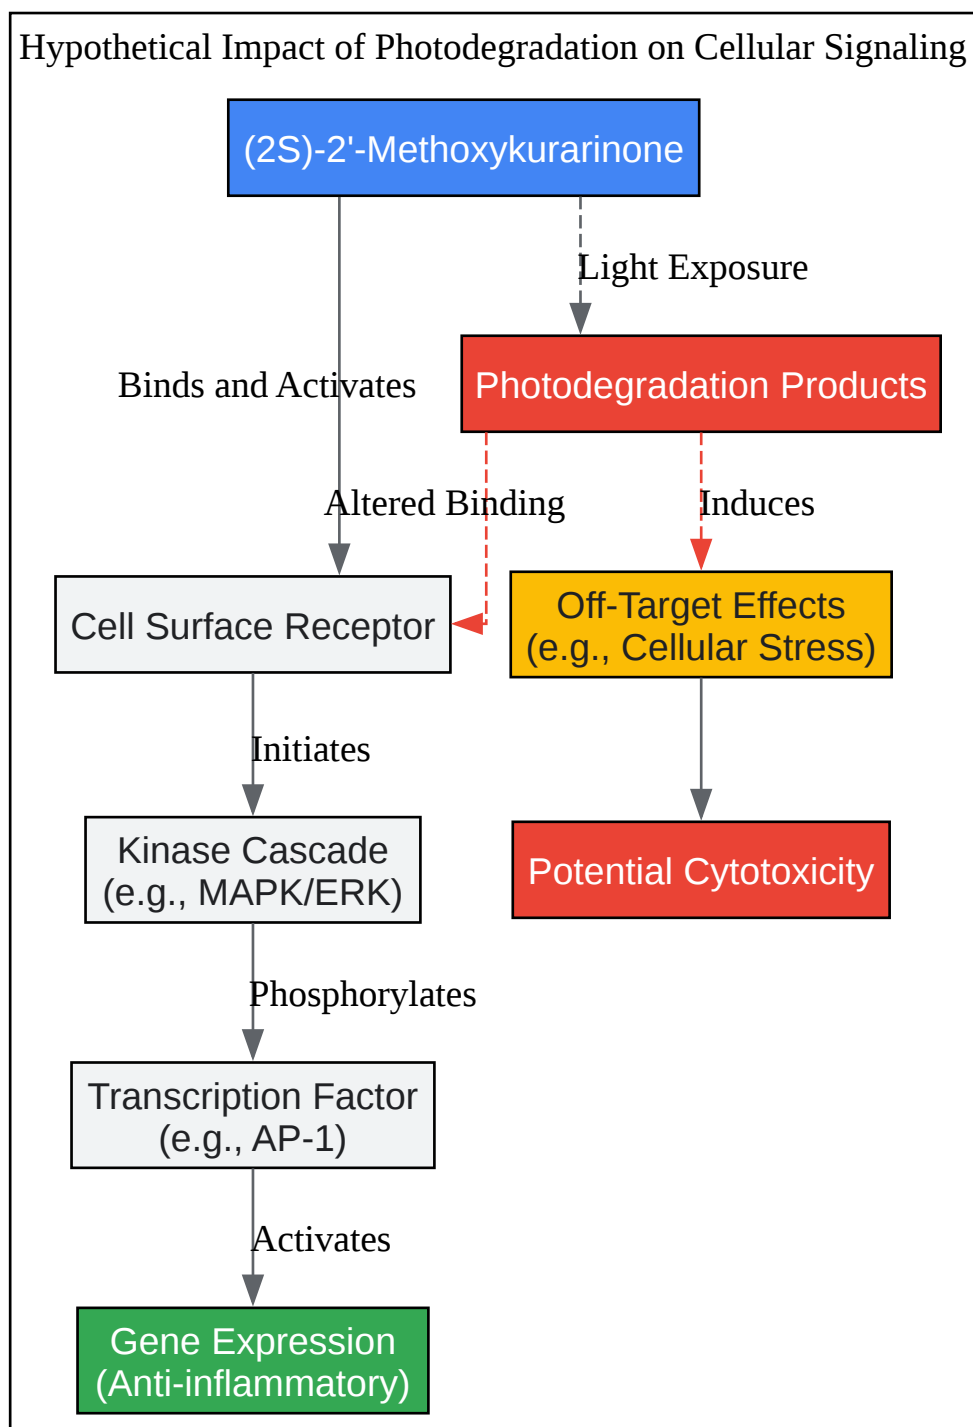 Hypothetical Impact of Photodegradation on Cellular Signaling
(2S)-2'-Methoxykurarinone
Light Exposure
Binds and Activates
Photodegradation Products
Altered Binding
Induces
Cell Surface Receptor
Off-Target Effects
(e.g., Cellular Stress)
Initiates
Kinase Cascade
(e.g., MAPK/ERK)
Potential Cytotoxicity
Phosphorylates
Transcription Factor
(e.g., AP-1)
Activates
Gene Expression
(Anti-inflammatory)